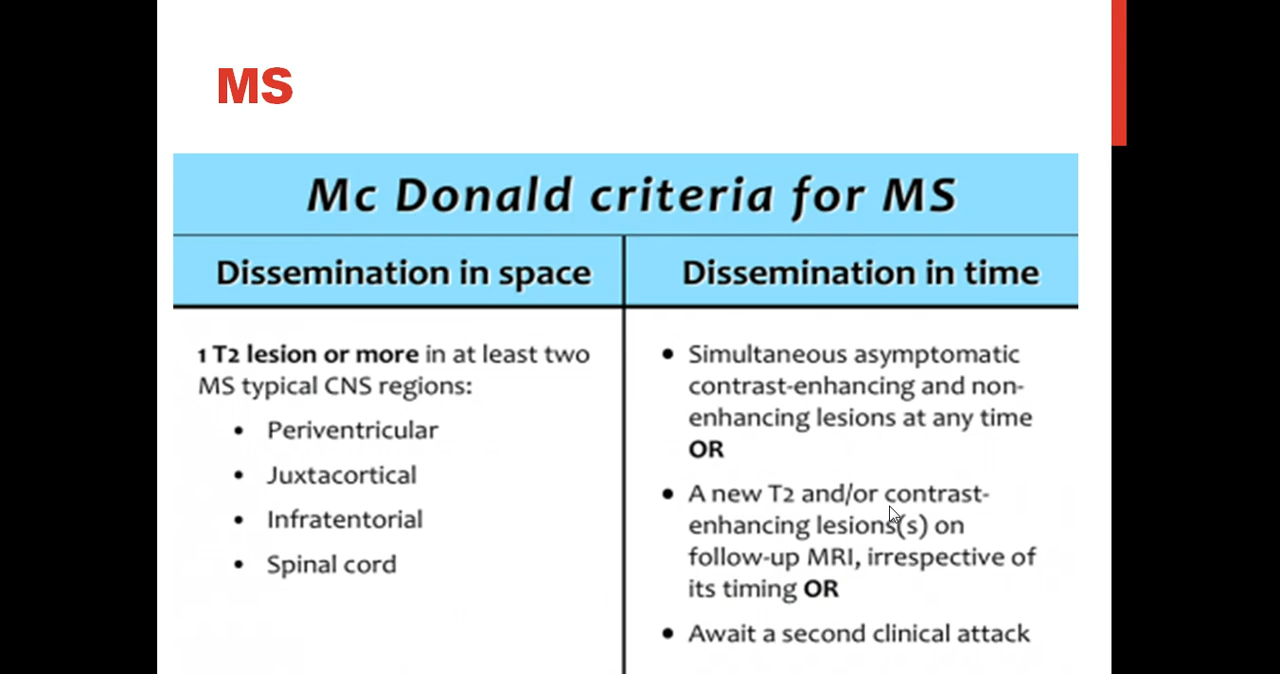 MS
Mc Donald criteria for MS
Dissemination in space
Dissemination in time
1 T2 lesion or more in at least two
MS typical CNS regions:
• Periventricular
• Juxtacortical
• Infratentorial
• Spinal cord
• Simultaneous asymptomatic
contrast-enhancing and non-
enhancing lesions at any time
OR
• A new T2 and/or contrast-
enhancing lesions(s) on
follow-up MRI, irrespective of
its timing OR
• Await a second clinical attack